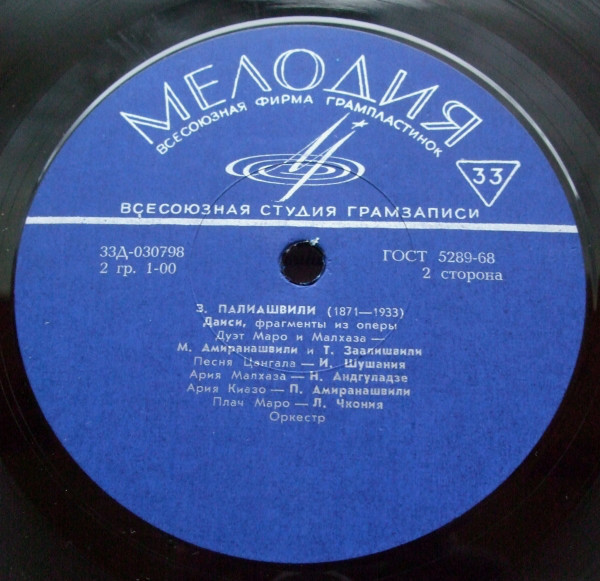 МЕЛОДИЯ
ВСЕСОЮЗНАЯ ФИРМА ГРАМПЛАСТИНОК
33
ВСЕСОЮЗНАЯ СТУДИЯ ГРАМЗАПИСИ
33Д-030798 ГОСТ 5289-68
2 гр. 1-00 2 сторона
З. ПАЛИАШВИЛИ (1871—1933)
Даиси, фрагменты из оперы
Дуэт Маро и Малхаза —
М. Амиранашвили и Т. Заалишвили
Песня Цангала — И. Шушания
Ария Малхаза — Н. Андгуладзе
Ария Киазо — П. Амиранашвили
Плач Маро — Л. Чхония
Оркестр